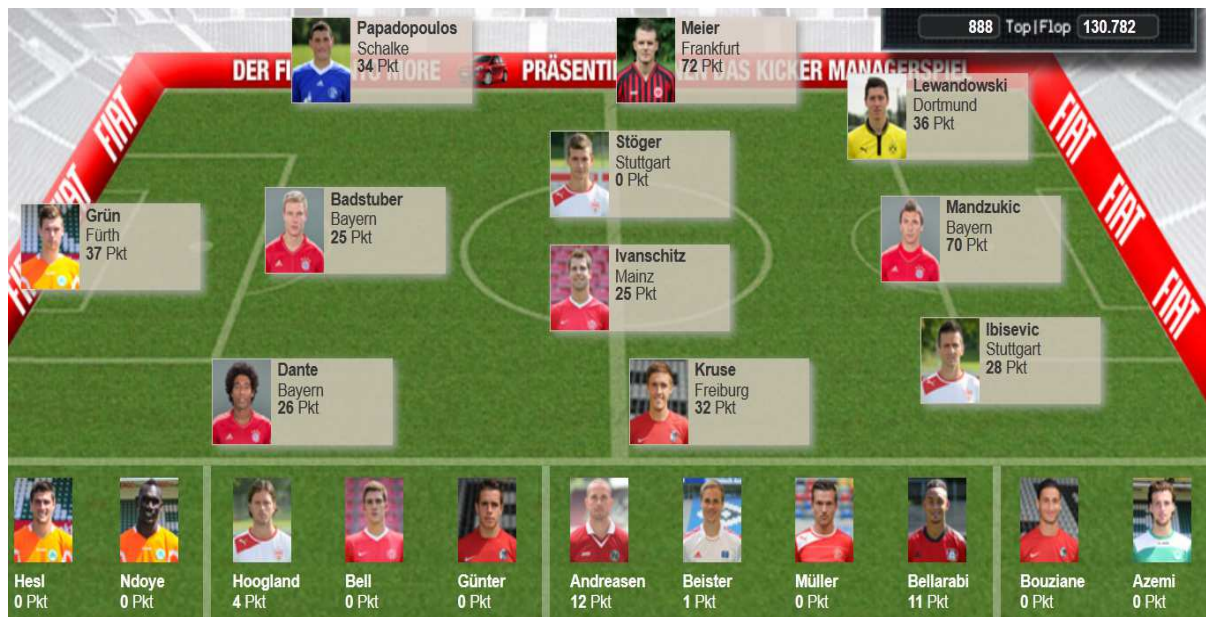 888 Top|Flop 130.782
DER FI
O MORE
PRÄSENTI
EN DAS KICKER MANAGERSPIEL
FIAT
FIAT
FIAT
Papadopoulos
Schalke
34 Pkt
Meier
Frankfurt
72 Pkt
Lewandowski
Dortmund
36 Pkt
Stöger
Stuttgart
0 Pkt
Badstuber
Bayern
25 Pkt
Grün
Fürth
37 Pkt
Mandzukic
Bayern
70 Pkt
Ivanschitz
Mainz
25 Pkt
Ibisevic
Stuttgart
28 Pkt
Dante
Bayern
26 Pkt
Kruse
Freiburg
32 Pkt
Hesl
0 Pkt
Ndoye
0 Pkt
Hoogland
4 Pkt
Bell
0 Pkt
Günter
0 Pkt
Andreasen
12 Pkt
Beister
1 Pkt
Müller
0 Pkt
Bellarabi
11 Pkt
Bouziane
0 Pkt
Azemi
0 Pkt